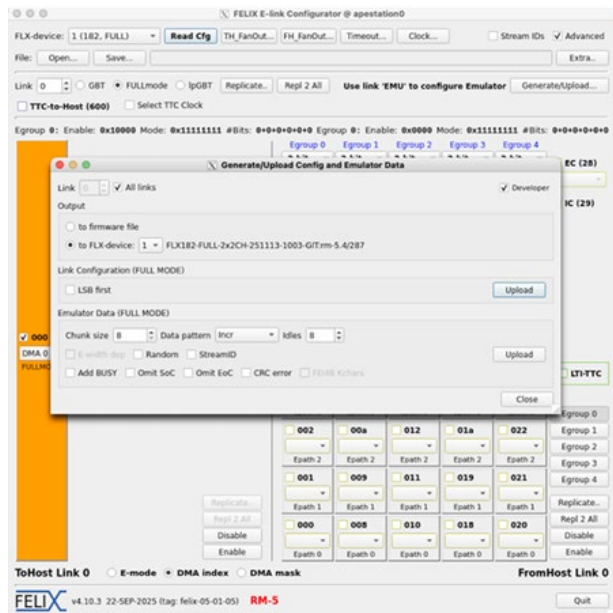 FELIX E-link Configurator @ apestation0
FLX-device: 1 (182, FULL) Read Cfg TH_FanOut... FH_FanOut... Timeout... Clock... Stream IDs Advanced
File: Open... Save... Extra..
Link 0 GBT FULLmode lpGBT Replicate.. Repl 2 All Use link 'EMU' to configure Emulator Generate/Upload...
TTC-to-Host (600) Select TTC Clock
Egroup 0: Enable: 0x10000 Mode: 0x11111111 #Bits: 0+0+0+0+0+0 Egroup 0: Enable: 0x0000 Mode: 0x11111111 #Bits: 0+0+0+0+0+0
Egroup 0 Egroup 1 Egroup 2 Egroup 3 Egroup 4
EC (28)
IC (29)
Generate/Upload Config and Emulator Data
Link 0 All links Developer
Output
to firmware file
to FLX-device: 1 FLX182-FULL-2x2CH-251113-1003-GIT:rm-5.4/287
Link Configuration (FULL MODE)
LSB first Upload
Emulator Data (FULL MODE)
Chunk size 8 Data pattern Incr Idles 8
E-width dep Random StreamID Upload
Add BUSY Omit SoC Omit EoC CRC error
Close
000
DMA 0
FULLMO
LTI-TTC
Egroup 0
002 00a 012 01a 022 Egroup 1
Egroup 2
Epath 2 Epath 2 Epath 2 Epath 2 Epath 2 Egroup 3
001 009 011 019 021 Egroup 4
Replicate.. Epath 1 Epath 1 Epath 1 Epath 1 Epath 1 Replicate..
Repl 2 All 000 008 010 018 020 Repl 2 All
Disable Disable
Enable Epath 0 Epath 0 Epath 0 Epath 0 Epath 0 Enable
ToHost Link 0 E-mode DMA index DMA mask FromHost Link 0
FELIX v4.10.3 22-SEP-2025 (tag: felix-05-01-05) RM-5 Quit